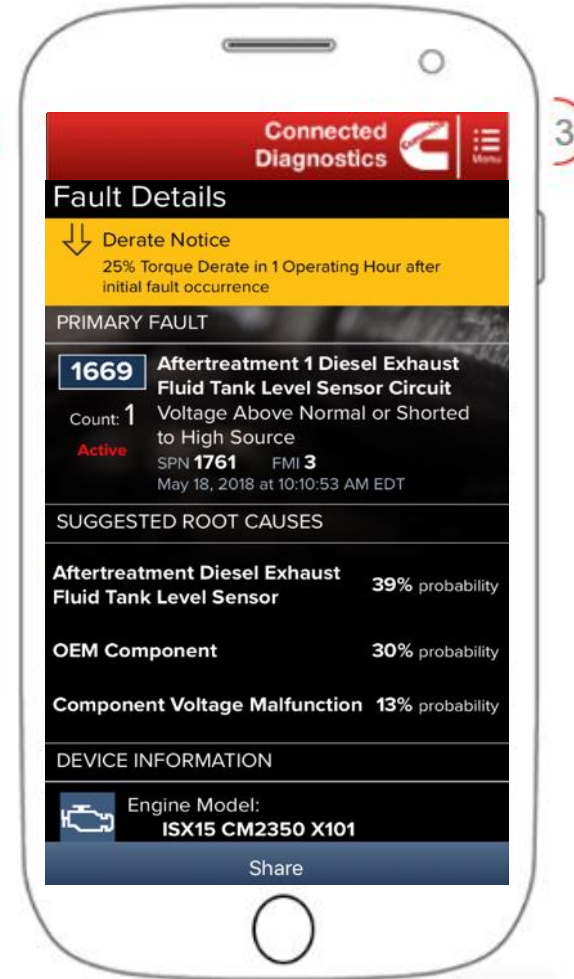 Connected
Diagnostics
Cummins
Menu
3
Fault Details
Derate Notice
25% Torque Derate in 1 Operating Hour after
initial fault occurrence
PRIMARY FAULT
1669
Aftertreatment 1 Diesel Exhaust
Fluid Tank Level Sensor Circuit
Count: 1
Voltage Above Normal or Shorted
to High Source
Active
SPN 1761 FMI 3
May 18, 2018 at 10:10:53 AM EDT
SUGGESTED ROOT CAUSES
Aftertreatment Diesel Exhaust
Fluid Tank Level Sensor
39% probability
OEM Component 30% probability
Component Voltage Malfunction 13% probability
DEVICE INFORMATION
Engine Model:
ISX15 CM2350 X101
Share